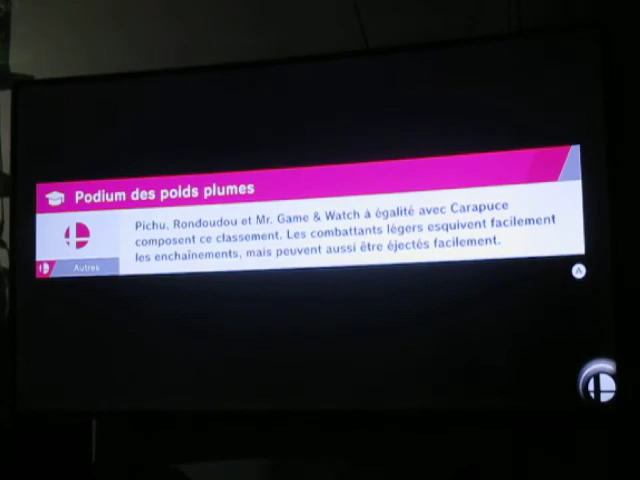 Podium des poids plumes
Pichu, Rondoudou et Mr. Game & Watch à égalité avec Carapuce
composent ce classement. Les combattants légers esquivent facilement
les enchaînements, mais peuvent aussi être éjectés facilement.
Autres
A